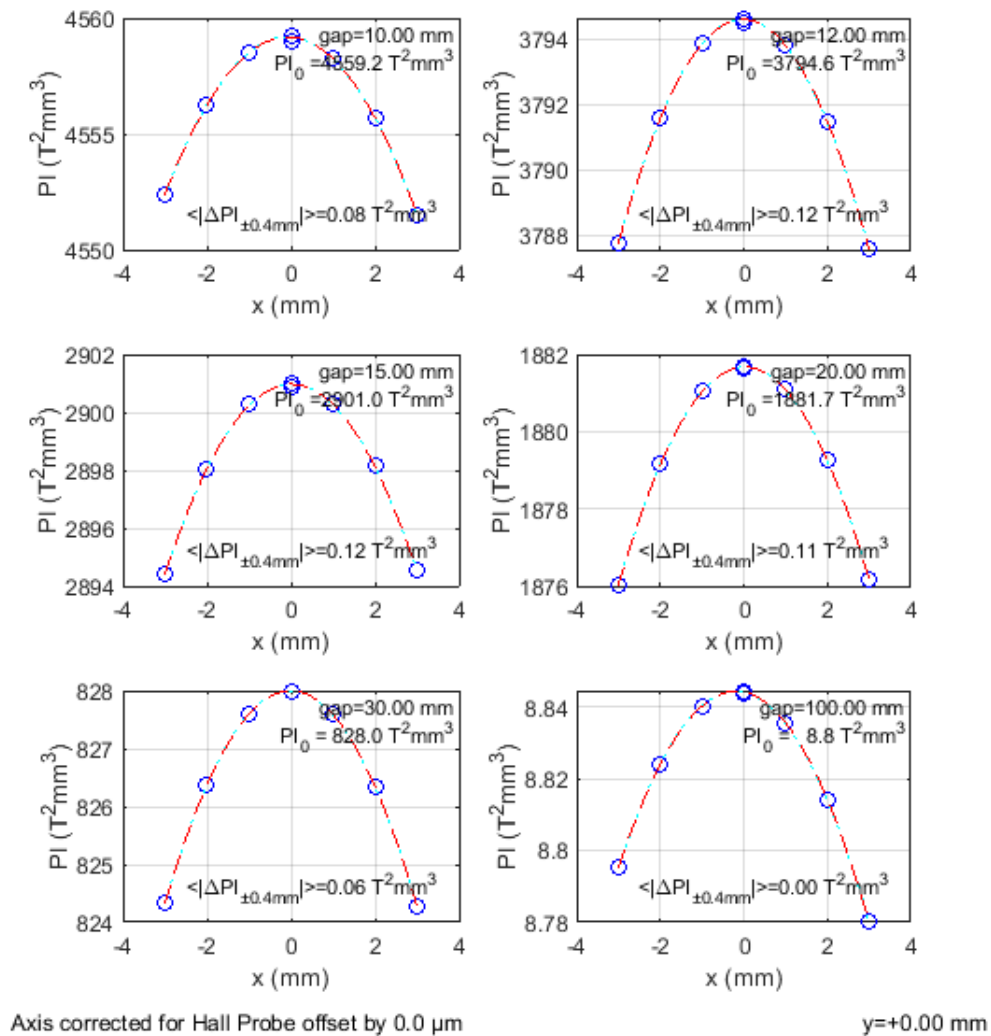 4560
4555
4550
PI (T²mm³)
gap=10.00 mm
PI₀ =4559.2 T²mm³
<|ΔPI±0.4mm|>=0.08 T²mm³
-4 -2 0 2 4
x (mm)
3794
3792
3790
3788
PI (T²mm³)
gap=12.00 mm
PI₀ =3794.6 T²mm³
<|ΔPI±0.4mm|>=0.12 T²mm³
-4 -2 0 2 4
x (mm)
2902
2900
2898
2896
2894
PI (T²mm³)
gap=15.00 mm
PI₀ =2901.0 T²mm³
<|ΔPI±0.4mm|>=0.12 T²mm³
-4 -2 0 2 4
x (mm)
1882
1880
1878
1876
PI (T²mm³)
gap=20.00 mm
PI₀ =1881.7 T²mm³
<|ΔPI±0.4mm|>=0.11 T²mm³
-4 -2 0 2 4
x (mm)
828
827
826
825
824
PI (T²mm³)
gap=30.00 mm
PI₀ = 828.0 T²mm³
<|ΔPI±0.4mm|>=0.06 T²mm³
-4 -2 0 2 4
x (mm)
8.84
8.82
8.8
8.78
PI (T²mm³)
gap=100.00 mm
PI₀ = 8.8 T²mm³
<|ΔPI±0.4mm|>=0.00 T²mm³
-4 -2 0 2 4
x (mm)
Axis corrected for Hall Probe offset by 0.0 µm
y=+0.00 mm